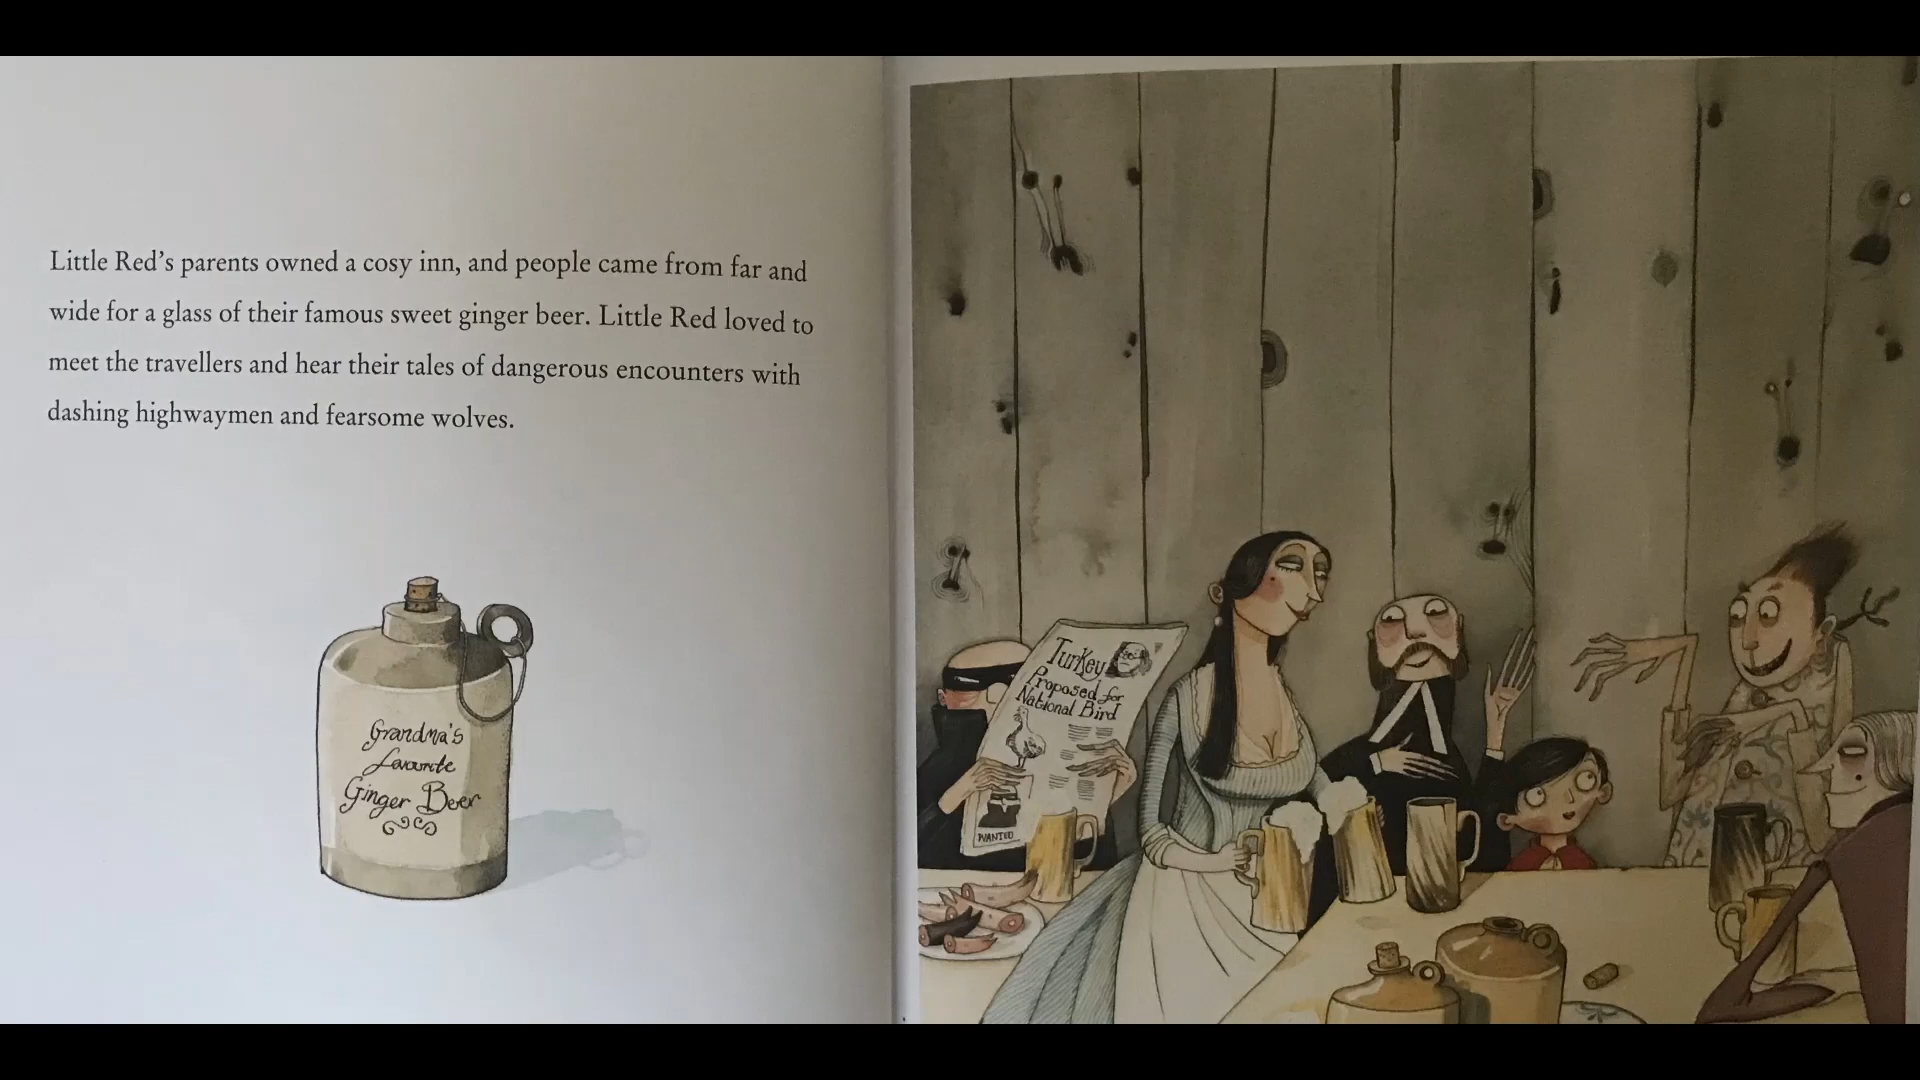 Little Red's parents owned a cosy inn, and people came from far and
wide for a glass of their famous sweet ginger beer. Little Red loved to
meet the travellers and hear their tales of dangerous encounters with
dashing highwaymen and fearsome wolves.
Grandma's
favourite
Ginger Beer
Turkey
Proposed for
National Bird
WANTED